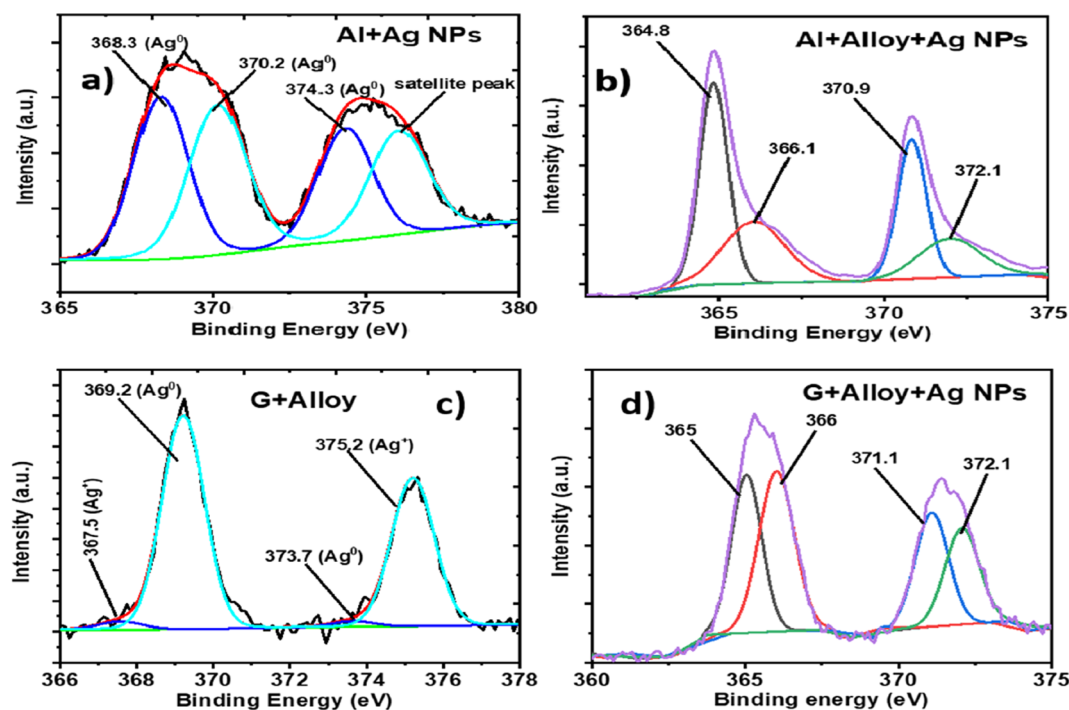 a)
Al+Ag NPs
368.3 (Ag⁰)
370.2 (Ag⁰)
374.3 (Ag⁰)
satellite peak
Intensity (a.u.)
365 370 375 380
Binding Energy (eV)
b)
Al+Alloy+Ag NPs
364.8
366.1
370.9
372.1
Intensity (a.u.)
365 370 375
Binding Energy (eV)
c)
G+Alloy
369.2 (Ag⁰)
367.5 (Ag⁺)
375.2 (Ag⁺)
373.7 (Ag⁰)
Intensity (a.u.)
366 368 370 372 374 376 378
Binding Energy (eV)
d)
G+Alloy+Ag NPs
365
366
371.1
372.1
Intensity (a.u.)
360 365 370 375
Binding energy (eV)